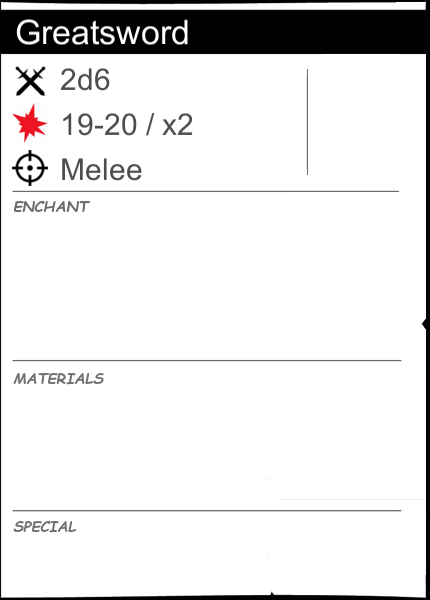 Greatsword
2d6
19-20 / x2
Melee
ENCHANT
MATERIALS
SPECIAL